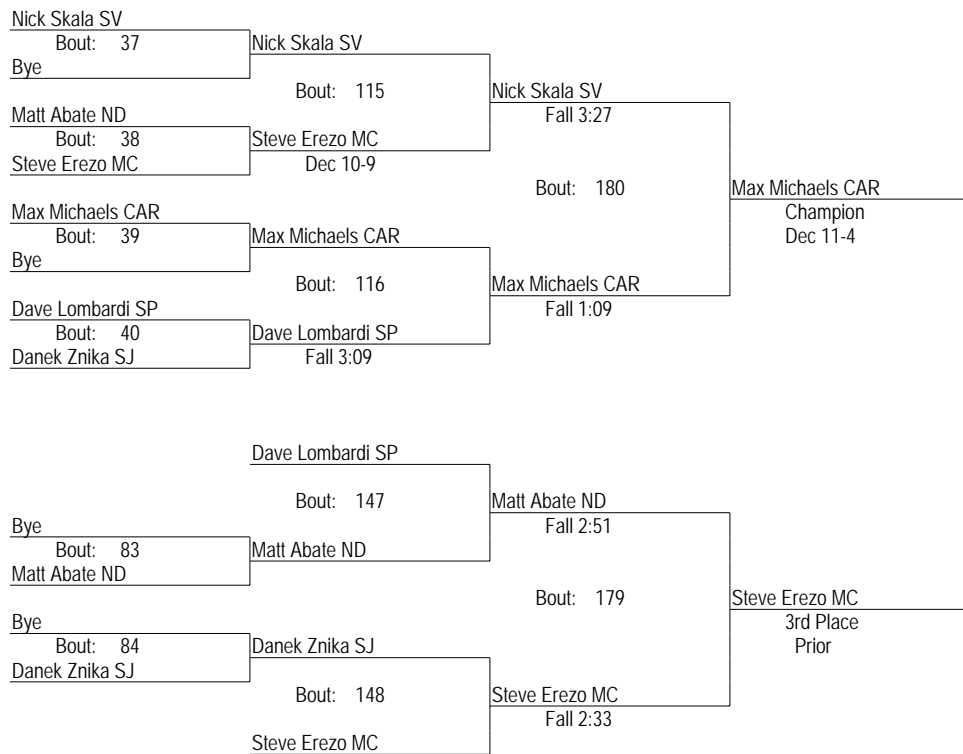 Nick Skala SV
Bout: 37
Bye
Nick Skala SV
Bout: 115
Matt Abate ND
Bout: 38
Steve Erezo MC
Steve Erezo MC
Dec 10-9
Nick Skala SV
Fall 3:27
Bout: 180
Max Michaels CAR
Bout: 39
Bye
Max Michaels CAR
Bout: 116
Dave Lombardi SP
Bout: 40
Danek Znika SJ
Dave Lombardi SP
Fall 3:09
Max Michaels CAR
Fall 1:09
Max Michaels CAR
Champion
Dec 11-4
Dave Lombardi SP
Bout: 147
Bye
Bout: 83
Matt Abate ND
Matt Abate ND
Matt Abate ND
Fall 2:51
Bout: 179
Bye
Bout: 84
Danek Znika SJ
Danek Znika SJ
Bout: 148
Steve Erezo MC
Steve Erezo MC
Fall 2:33
Steve Erezo MC
3rd Place
Prior